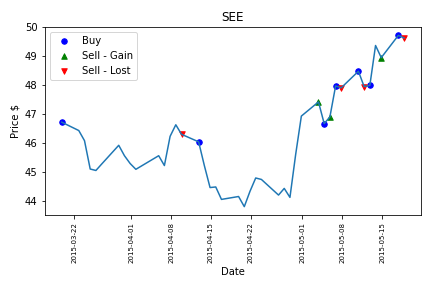 SEE
Buy
Sell - Gain
Sell - Lost
Price $
50
49
48
47
46
45
44
2015-03-22
2015-04-01
2015-04-08
2015-04-15
2015-04-22
2015-05-01
2015-05-08
2015-05-15
Date